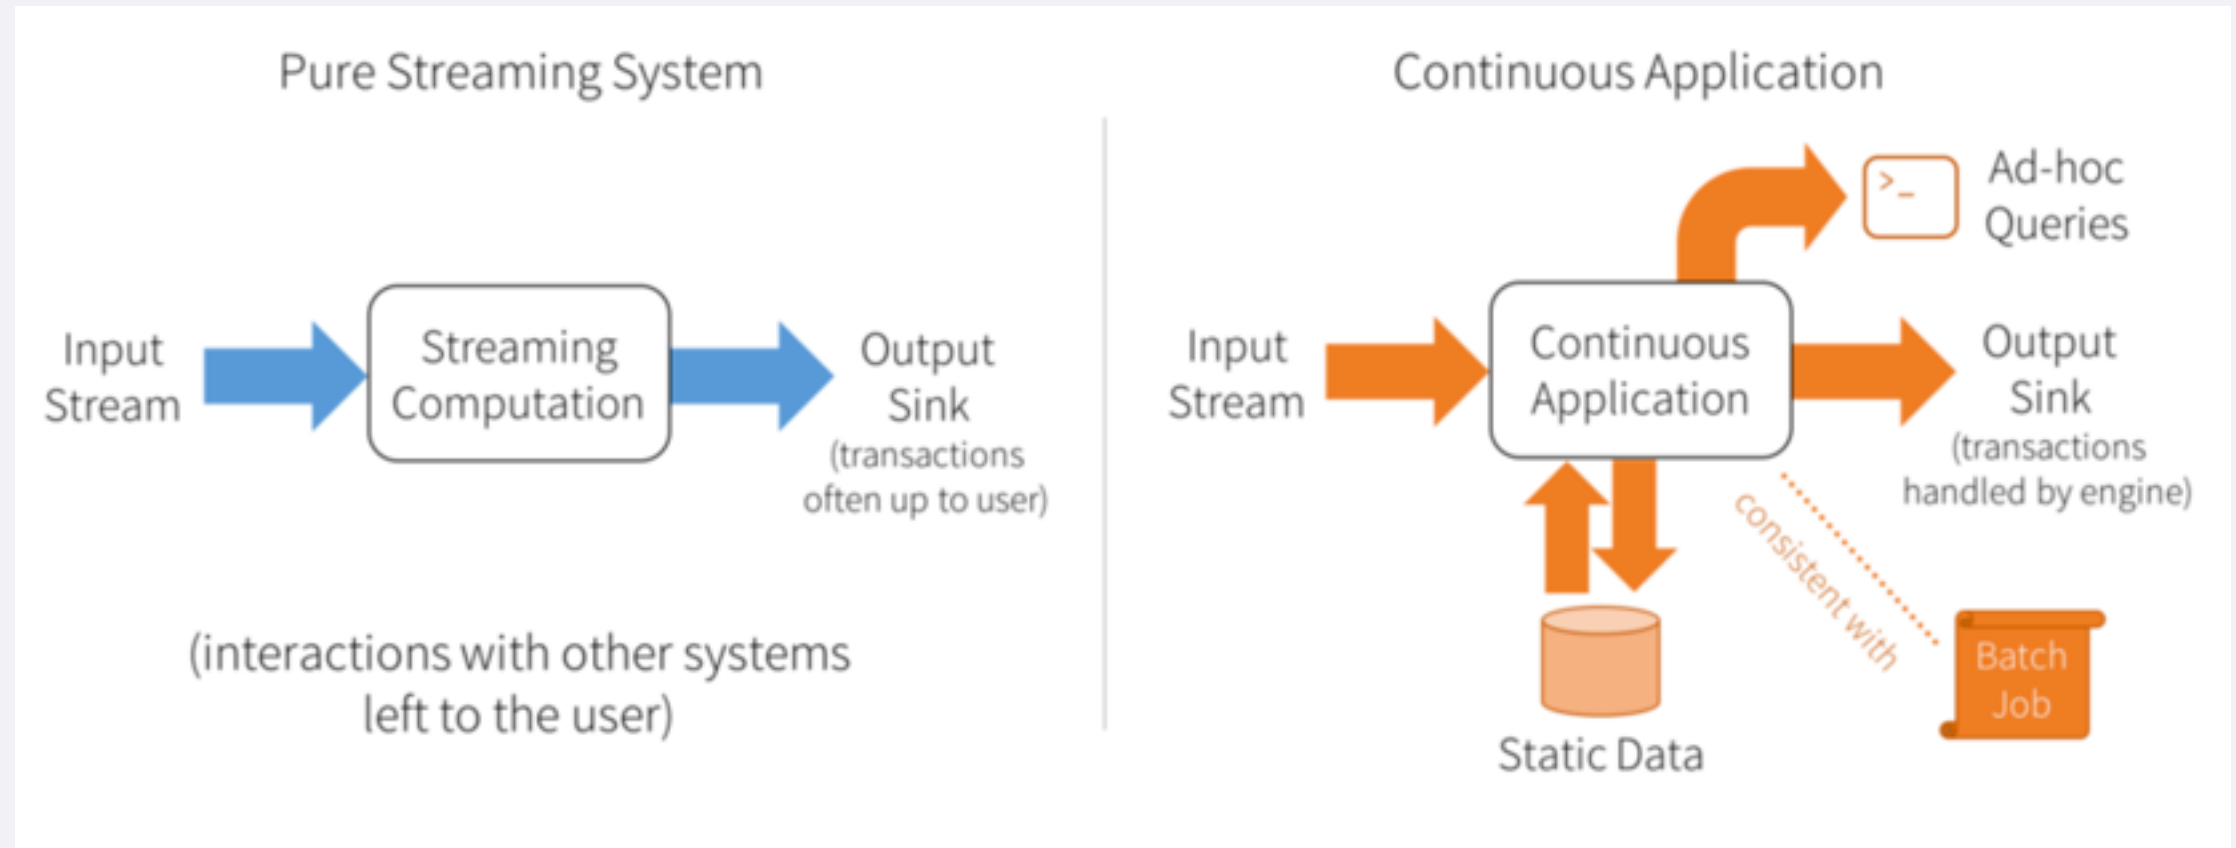 Pure Streaming System
Input
Stream
Streaming
Computation
Output
Sink
(transactions
often up to user)
(interactions with other systems
left to the user)
Continuous Application
>_
Ad-hoc
Queries
Input
Stream
Continuous
Application
Output
Sink
(transactions
handled by engine)
consistent with
Batch
Job
Static Data